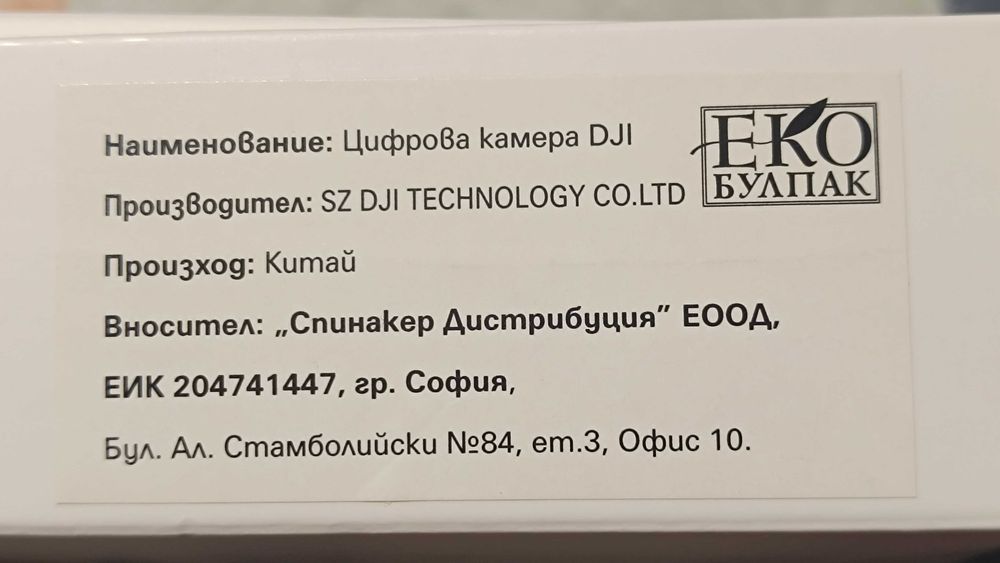 Наименование: Цифрова камера DJI
Производител: SZ DJI TECHNOLOGY CO.LTD
Произход: Китай
Вносител: „Спинакер Дистрибуция” ЕООД,
ЕИК 204741447, гр. София,
Бул. Ал. Стамболийски №84, ет.3, Офис 10.
ЕКО
БУЛПАК